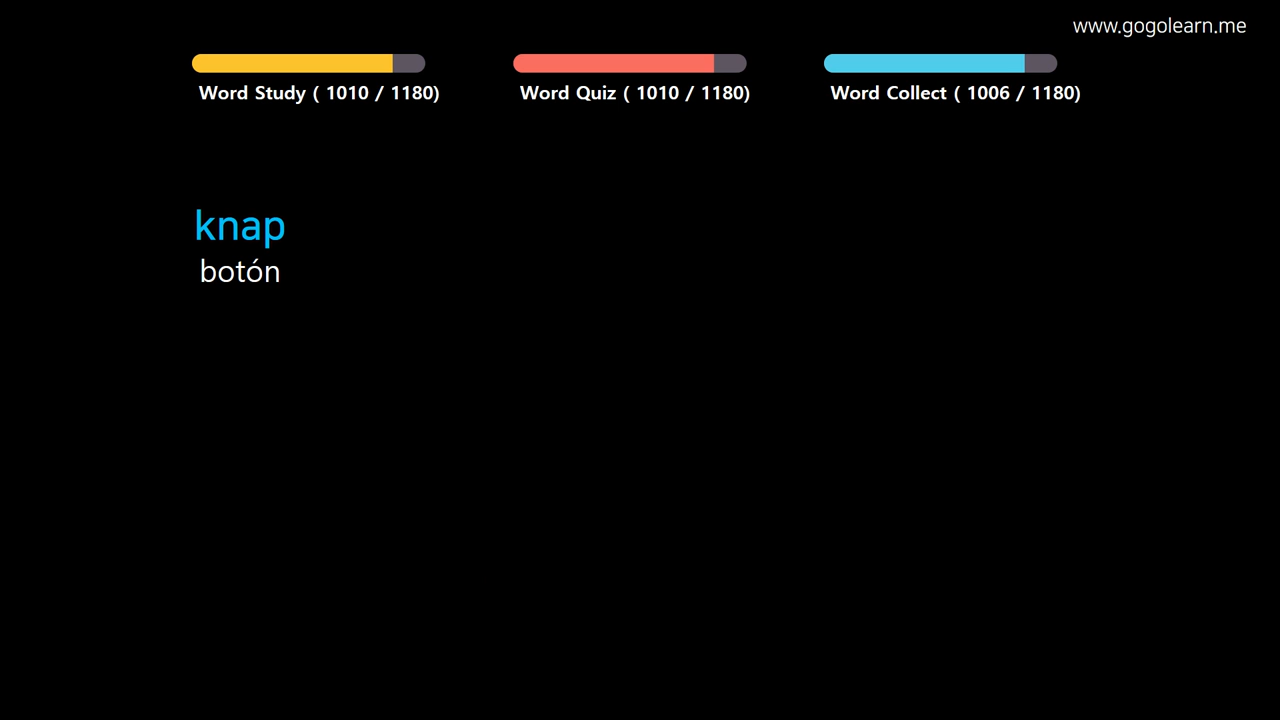 www.gogolearn.me
Word Study ( 1010 / 1180)
Word Quiz ( 1010 / 1180)
Word Collect ( 1006 / 1180)
knap
botón